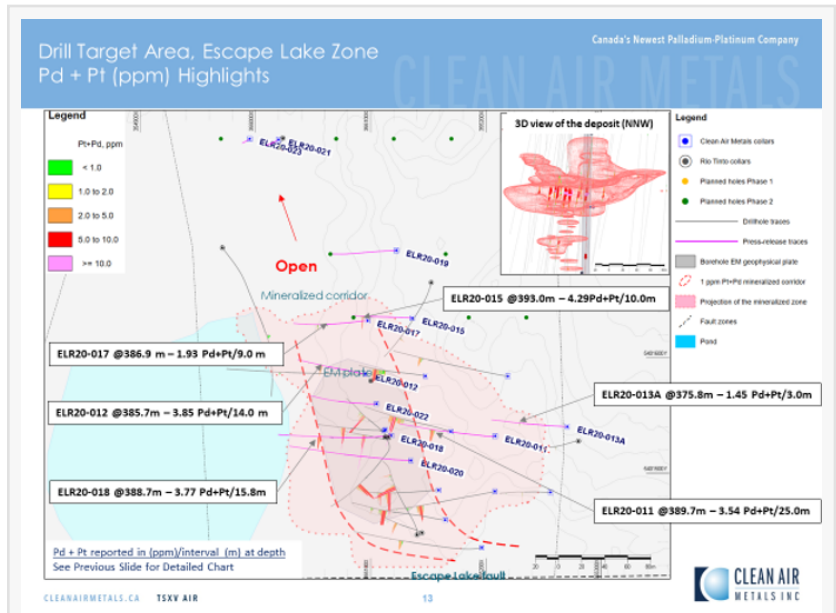 Drill Target Area, Escape Lake Zone
Pd + Pt (ppm) Highlights
Canada's Newest Palladium-Platinum Company
CLEAN AIR METALS
Legend
Pt+Pd, ppm
< 1.0
1.0 to 2.0
2.0 to 5.0
5.0 to 10.0
>= 10.0
ELR20-023
ELR20-021
3D view of the deposit (NNW)
Legend
Clean Air Metals collars
Rio Tinto collars
Planned holes Phase 1
Planned holes Phase 2
Drillhole traces
Press-release traces
Borehole EM geophysical plate
1 ppm Pt+Pd mineralized corridor
Projection of the mineralized zone
Fault zones
Pond
Open
ELR20-019
Mineralized corridor
ELR20-015 @393.0m – 4.29Pd+Pt/10.0m
ELR20-017
ELR20-015
ELR20-017 @386.9 m – 1.93 Pd+Pt/9.0 m
EM plate
ELR20-012
ELR20-013A @375.8m – 1.45 Pd+Pt/3.0m
ELR20-012 @385.7m – 3.85 Pd+Pt/14.0 m
ELR20-022
ELR20-018
ELR20-011
ELR20-013A
ELR20-020
ELR20-018 @388.7m – 3.77 Pd+Pt/15.8m
ELR20-011 @389.7m – 3.54 Pd+Pt/25.0m
Pd + Pt reported in (ppm)/interval (m) at depth
See Previous Slide for Detailed Chart
Escape Lake fault
CLEANAIRMETALS.CA TSXV AIR
13
CLEAN AIR
METALS INC